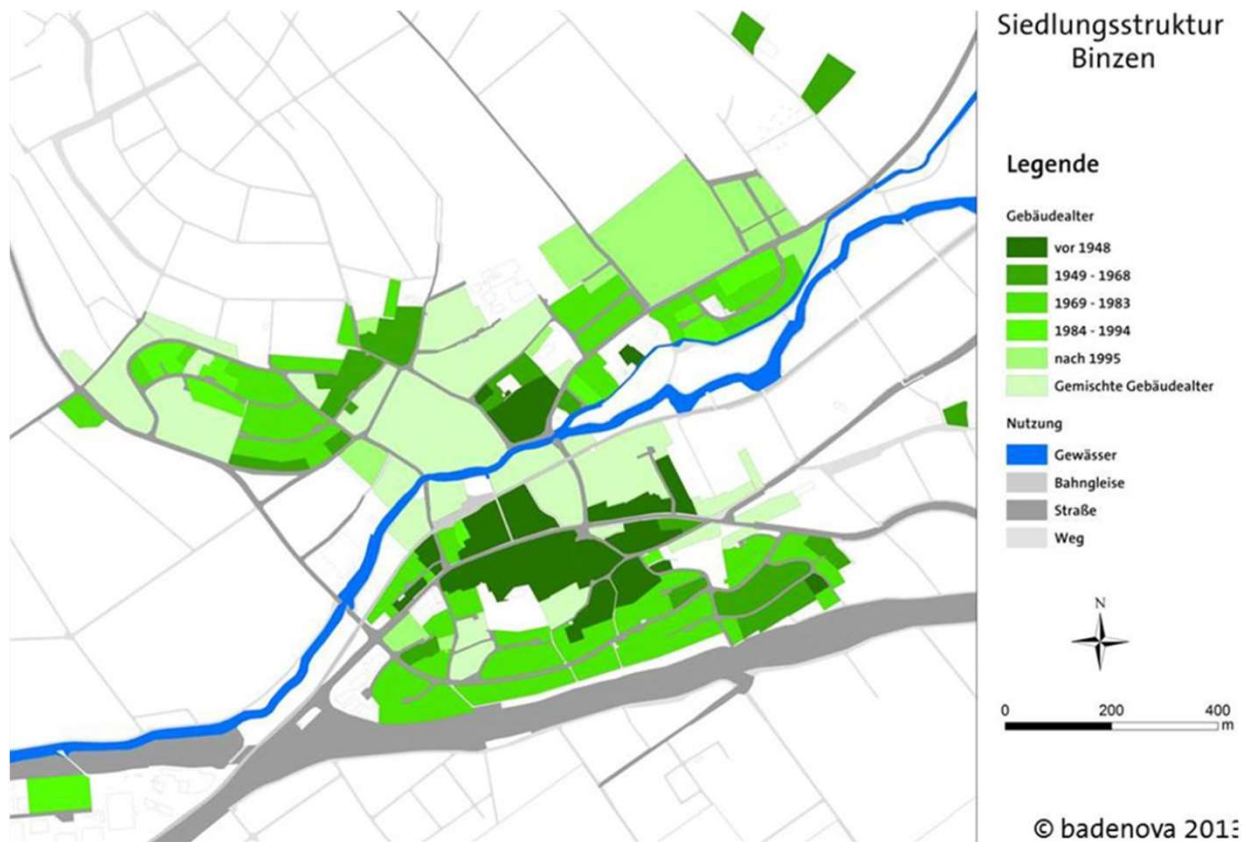 Siedlungsstruktur
Binzen
Legende
Gebäudealter
vor 1948
1949 - 1968
1969 - 1983
1984 - 1994
nach 1995
Gemischte Gebäudealter
Nutzung
Gewässer
Bahngleise
Straße
Weg
N
0 200 400
m
© badenova 2013